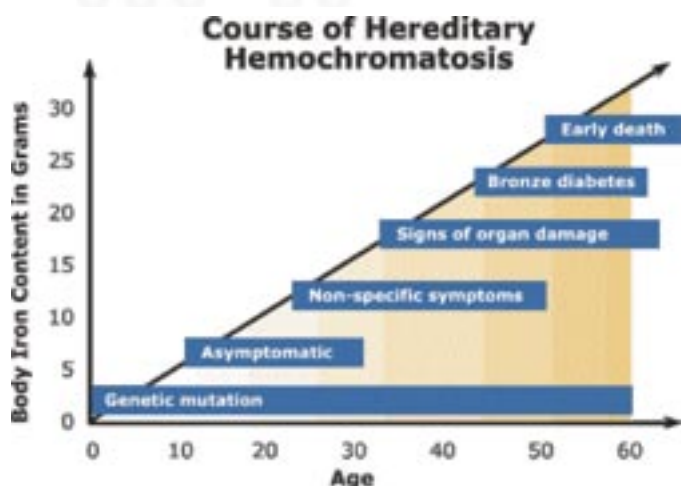 Course of Hereditary
Hemochromatosis
Body Iron Content in Grams
30
25
20
15
10
5
0
Early death
Bronze diabetes
Signs of organ damage
Non-specific symptoms
Asymptomatic
Genetic mutation
0 10 20 30 40 50 60
Age